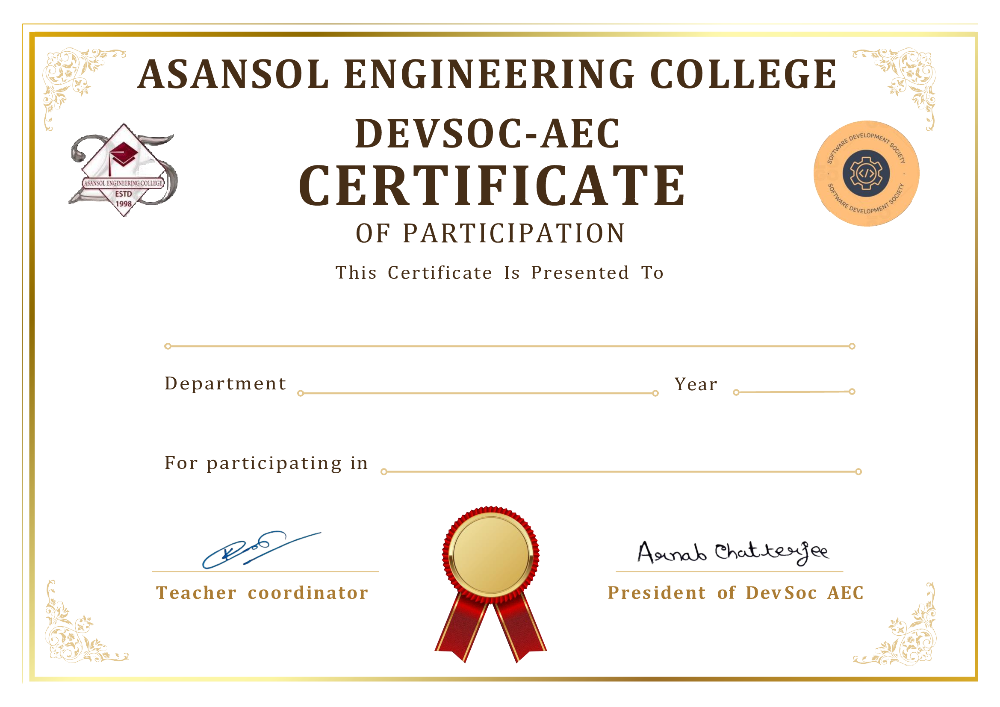 ASANSOL ENGINEERING COLLEGE
DEVSOC-AEC
CERTIFICATE
OF PARTICIPATION
This Certificate Is Presented To
ASANSOL ENGINEERING COLLEGE
ESTD
1998
SOFTWARE DEVELOPMENT SOCIETY
SOFTWARE DEVELOPMENT SOCIETY
Department
Year
For participating in
Arnab Chatterjee
Teacher coordinator
President of DevSoc AEC